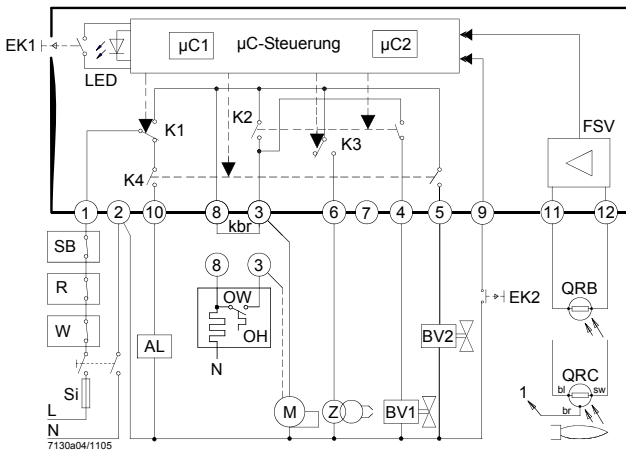 EK1
LED
µC1
µC-Steuerung
µC2
K1
K2
K3
K4
FSV
1
2
10
8
kbr
3
6
7
4
5
9
11
12
SB
R
W
Si
L
N
7130a04/1105
8
3
OW
OH
N
AL
M
Z
BV1
BV2
EK2
QRB
QRC
bl
sw
br
1